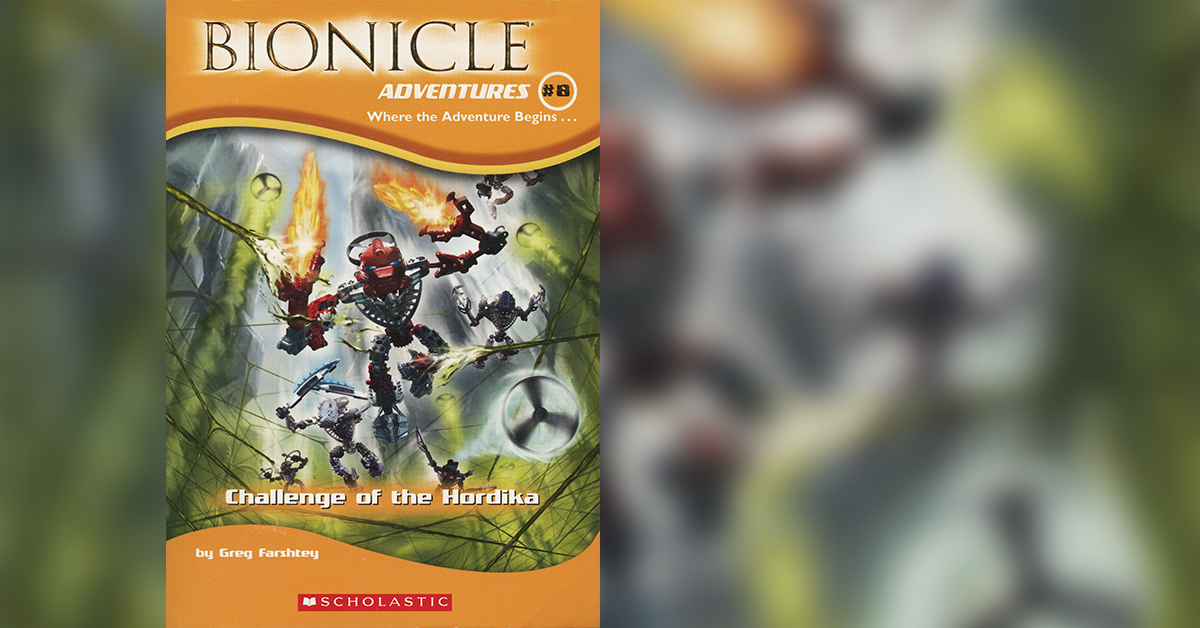 BIONICLE®
ADVENTURES #8
Where the Adventure Begins . . .
Challenge of the Hordika
by Greg Farshtey
SCHOLASTIC